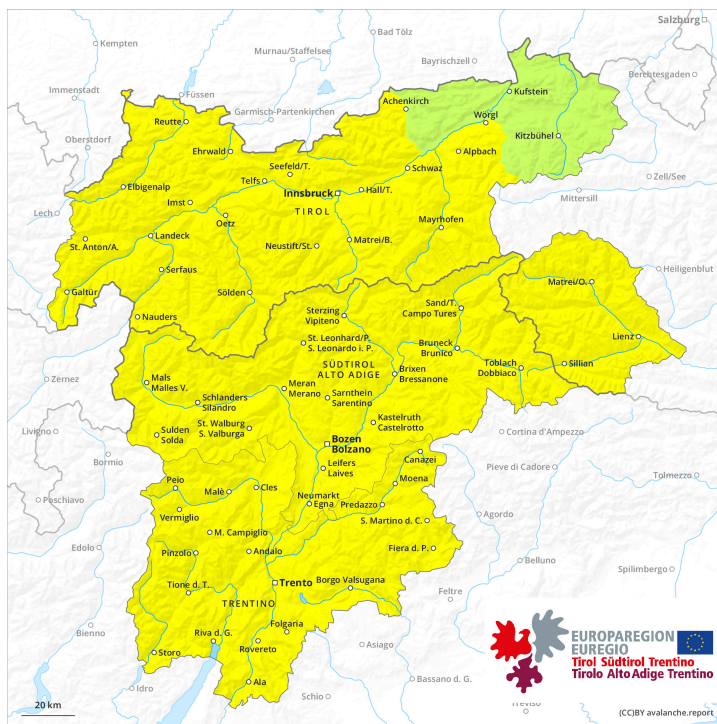 Salzburg
Kempten
Bad Tölz
Murnau/Staffelsee
Bayrischzell
Berchtesgaden
Immenstadt
Füssen
Garmisch-Partenkirchen
Achenkirch
Kufstein
Reutte
Wörgl
Kitzbühel
Oberstdorf
Ehrwald
Seefeld/T.
Alpbach
Telfs
Schwaz
Zell/See
Elbigenalp
Innsbruck
Hall/T.
Mittersill
Imst
TIROL
Lech
Oetz
Mayrhofen
St. Anton/A.
Landeck
Neustift/St.
Matrei/B.
Serfaus
Heiligenblut
Galtür
Sölden
Matrei/O.
Nauders
Sterzing
Vipiteno
Sand/T.
Campo Tures
Lienz
St. Leonhard/P.
S. Leonardo i. P.
Bruneck
Brunico
Toblach
Dobbiaco
Sillian
SÜDTIROL
ALTO ADIGE
Brixen
Bressanone
Zernez
Mals
Malles V.
Meran
Merano
Schlanders
Silandro
Sarnthein
Sarentino
St. Walburg
S. Valburga
Kastelruth
Castelrotto
Livigno
Sulden
Solda
Bozen
Bolzano
Cortina d'Ampezzo
Bormio
Leifers
Laives
Canazei
Pieve di Cadore
Tolmezzo
Poschiavo
Peio
Malè
Cles
Neumarkt
Egna
Moena
Predazzo
Vermiglio
Agordo
M. Campiglio
S. Martino d. C.
Edolo
Pinzolo
Andalo
Fiera d. P.
Belluno
Spilimbergo
Tione d. T.
Trento
Borgo Valsugana
Feltre
TRENTINO
Bienno
Riva d. G.
Folgaria
Rovereto
Asiago
Storo
Ala
Idro
Schio
Bassano d. G.
EUROPAREGION
EUREGIO
Tirol Südtirol Trentino
Tirolo Alto Adige Trentino
Treviso
20 km
(CC)BY avalanche.report